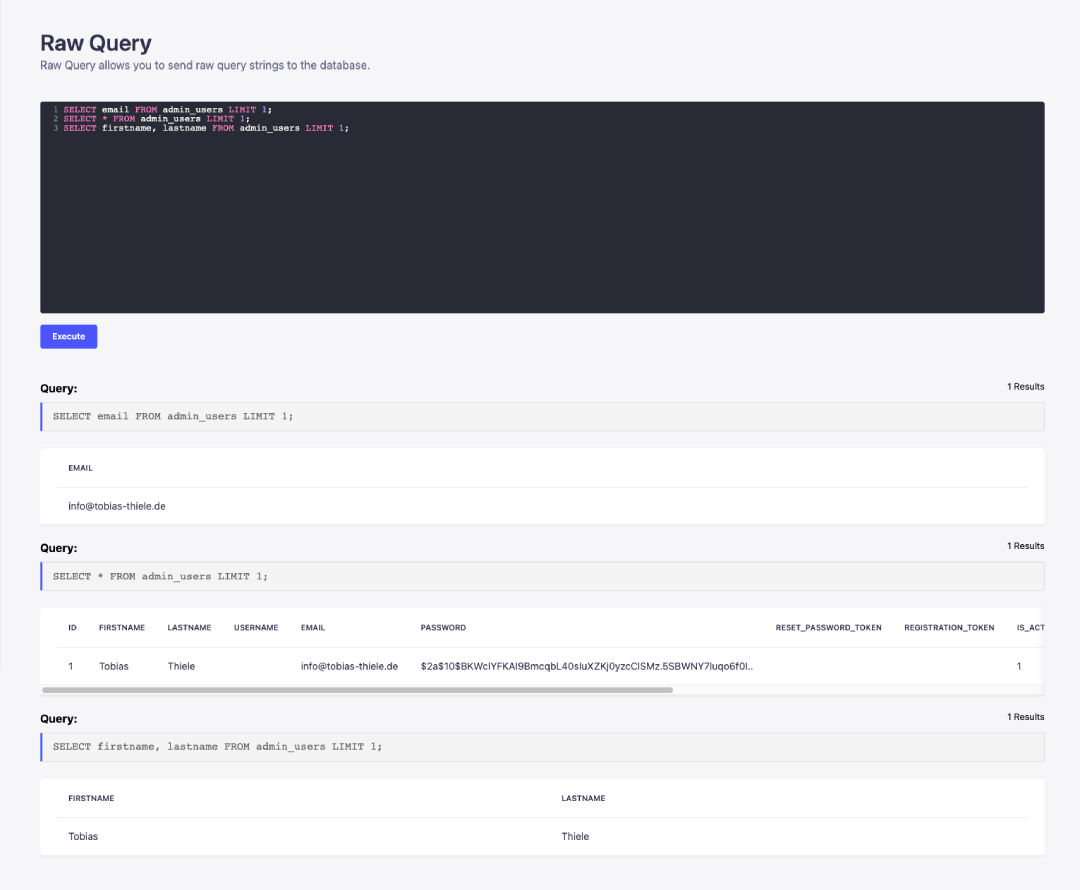 Raw Query
Raw Query allows you to send raw query strings to the database.
1 SELECT email FROM admin_users LIMIT 1;
2 SELECT * FROM admin_users LIMIT 1;
3 SELECT firstname, lastname FROM admin_users LIMIT 1;
Execute
Query: 1 Results
SELECT email FROM admin_users LIMIT 1;
EMAIL
info@tobias-thiele.de
Query: 1 Results
SELECT * FROM admin_users LIMIT 1;
ID FIRSTNAME LASTNAME USERNAME EMAIL PASSWORD RESET_PASSWORD_TOKEN REGISTRATION_TOKEN IS_ACT
1 Tobias Thiele info@tobias-thiele.de 1
Query: 1 Results
SELECT firstname, lastname FROM admin_users LIMIT 1;
FIRSTNAME LASTNAME
Tobias Thiele